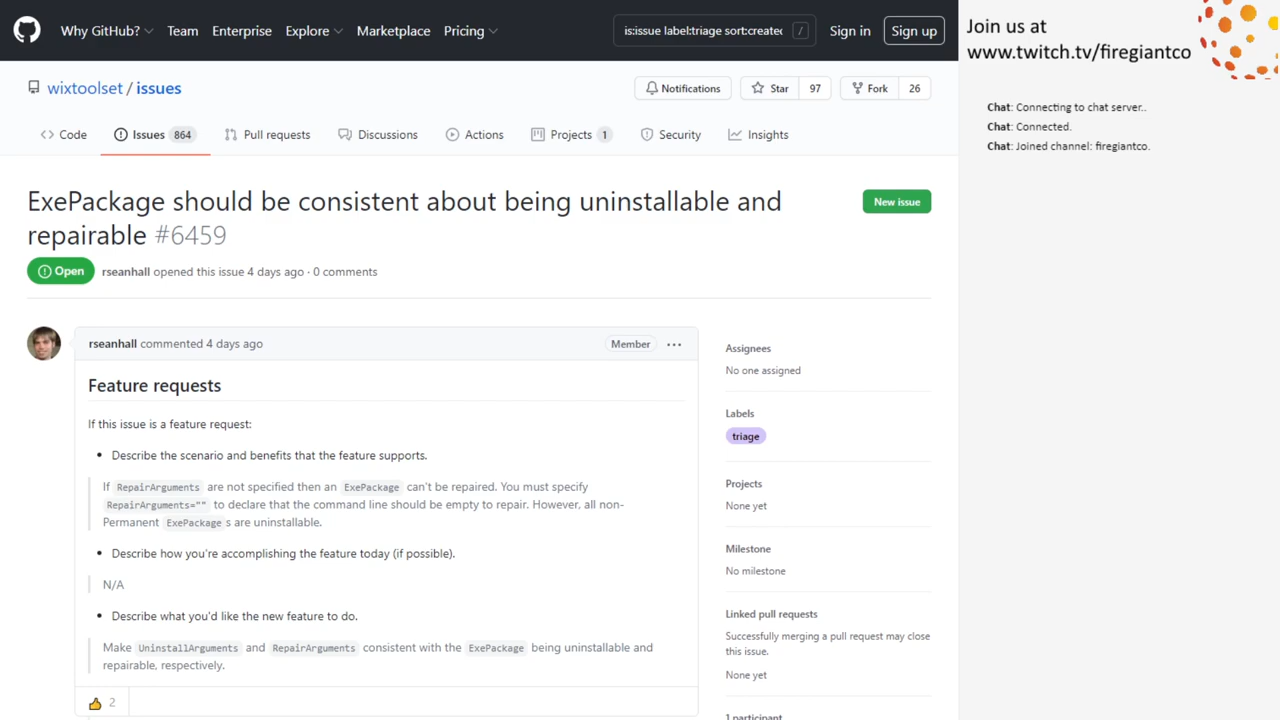 Why GitHub? Team Enterprise Explore Marketplace Pricing
is:issue label:triage sort:created /
Sign in Sign up
wixtoolset / issues
Notifications Star 97 Fork 26
Code Issues 864 Pull requests Discussions Actions Projects 1 Security Insights
ExePackage should be consistent about being uninstallable and
repairable #6459
New issue
Open rseanhall opened this issue 4 days ago · 0 comments
rseanhall commented 4 days ago
Member ···
Feature requests
If this issue is a feature request:
• Describe the scenario and benefits that the feature supports.
If RepairArguments are not specified then an ExePackage can't be repaired. You must specify
RepairArguments="" to declare that the command line should be empty to repair. However, all non-
Permanent ExePackage s are uninstallable.
• Describe how you're accomplishing the feature today (if possible).
N/A
• Describe what you'd like the new feature to do.
Make UninstallArguments and RepairArguments consistent with the ExePackage being uninstallable and
repairable, respectively.
👍 2
Assignees
No one assigned
Labels
triage
Projects
None yet
Milestone
No milestone
Linked pull requests
Successfully merging a pull request may close
this issue.
None yet
1 participant
Join us at
www.twitch.tv/firegiantco
Chat: Connecting to chat server..
Chat: Connected.
Chat: Joined channel: firegiantco.